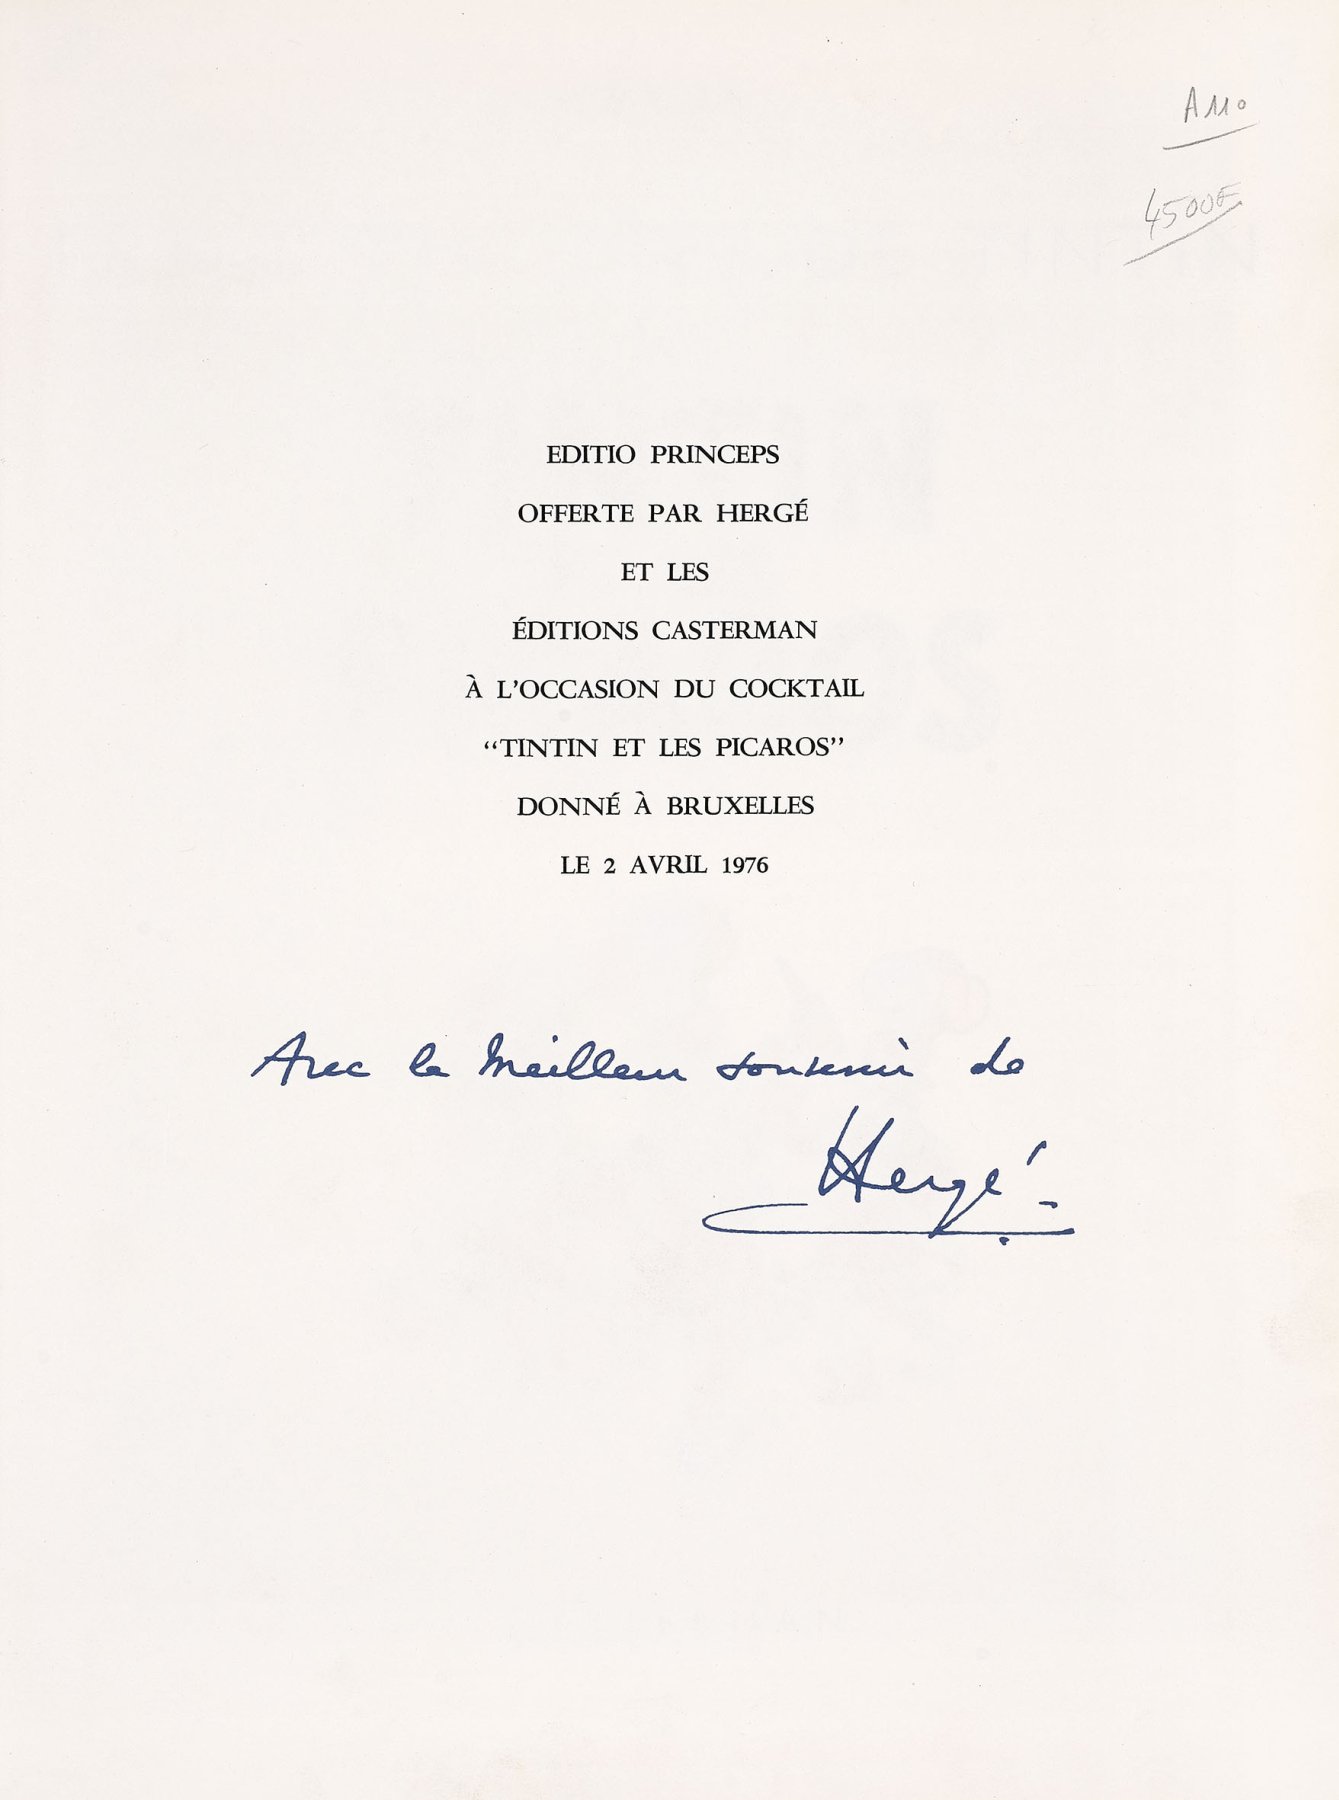 A110
4500F
EDITIO PRINCEPS
OFFERTE PAR HERGÉ
ET LES
ÉDITIONS CASTERMAN
À L'OCCASION DU COCKTAIL
“TINTIN ET LES PICAROS”
DONNÉ À BRUXELLES
LE 2 AVRIL 1976
Avec le meilleur souvenir de
Hergé